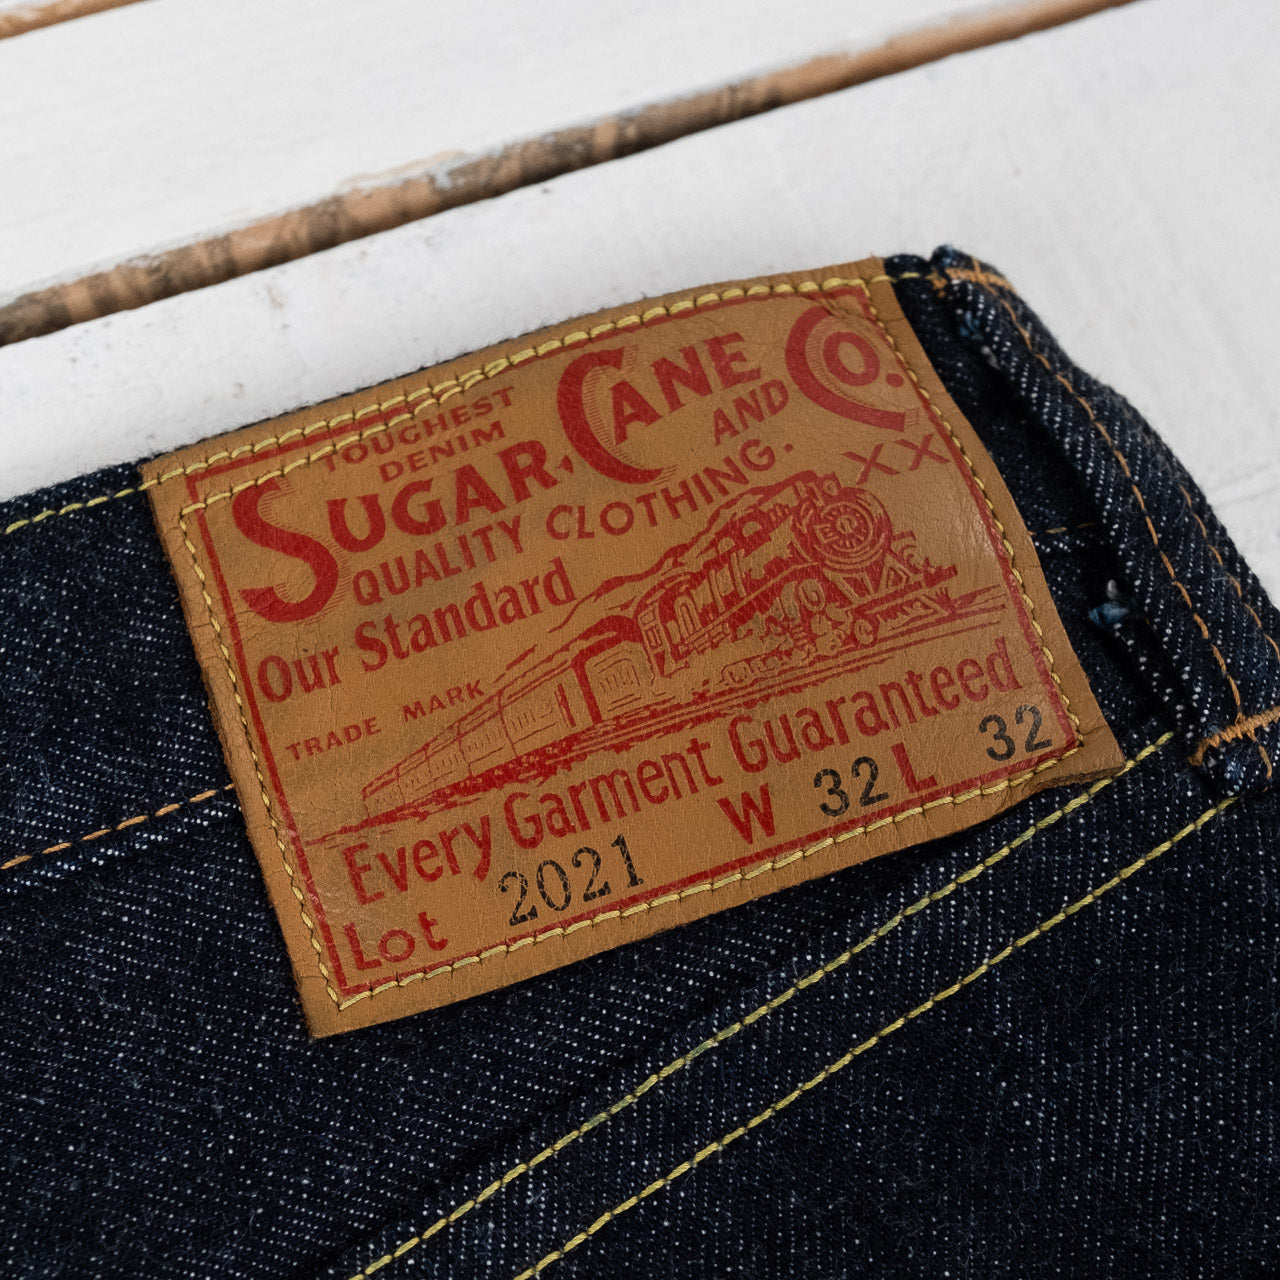 TOUGHEST
DENIM
SUGAR CANE CO.
AND
QUALITY CLOTHING.
XX
Our Standard
TRADE MARK
Every Garment Guaranteed
Lot 2021 W 32 L 32